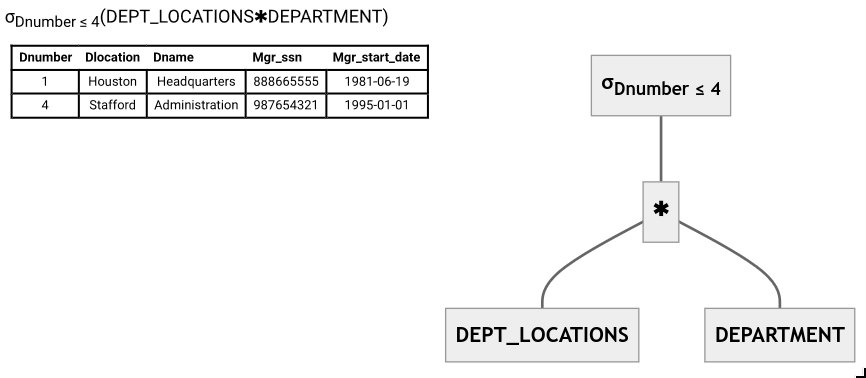 σDnumber ≤ 4(DEPT_LOCATIONS✱DEPARTMENT)
Dnumber Dlocation Dname Mgr_ssn Mgr_start_date
1 Houston Headquarters 888665555 1981-06-19
4 Stafford Administration 987654321 1995-01-01
σDnumber ≤ 4
✱
DEPT_LOCATIONS DEPARTMENT